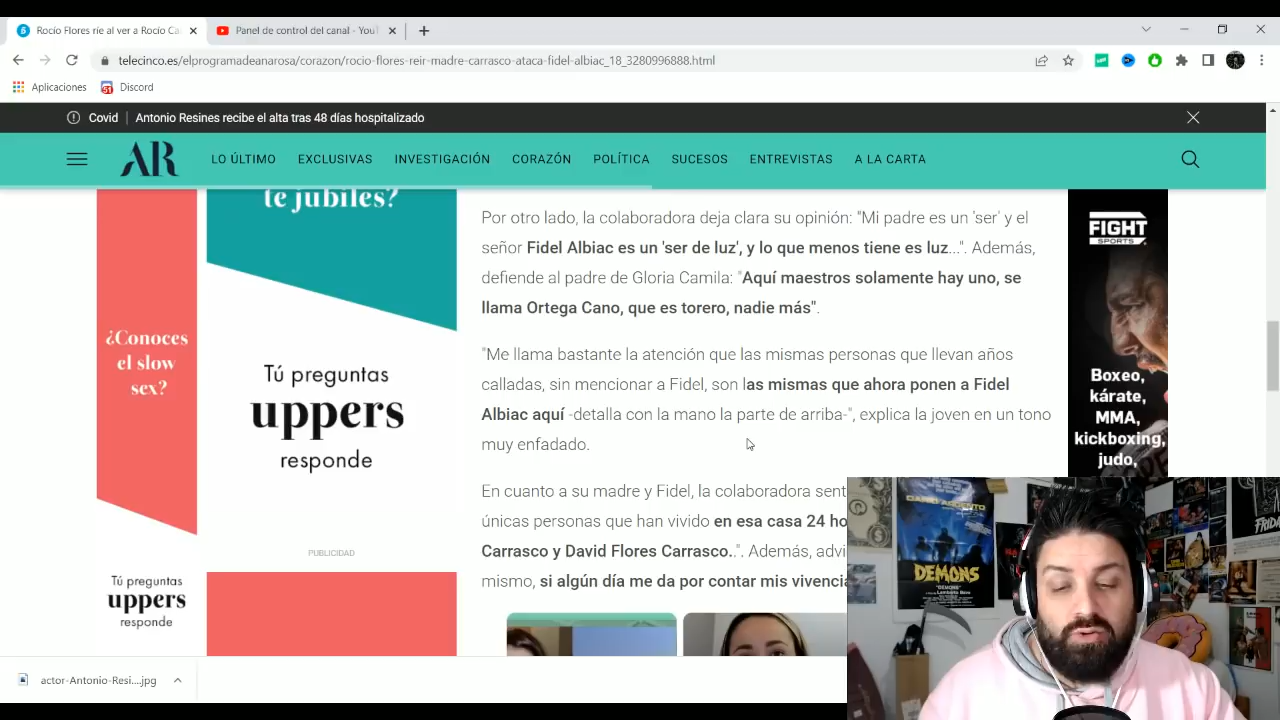 Rocío Flores ríe al ver a Rocío Ca
Panel de control del canal - YouT
telecinco.es/elprogramadeanarosa/corazon/rocio-flores-rein-madre-carrasco-ataca-fidel-albiac_18_3280996888.html
Aplicaciones
Discord
Covid
Antonio Resines recibe el alta tras 48 días hospitalizado
AR
LO ÚLTIMO
EXCLUSIVAS
INVESTIGACIÓN
CORAZÓN
POLÍTICA
SUCESOS
ENTREVISTAS
A LA CARTA
te jubiles?
¿Conoces
el slow
sex?
Tú preguntas
uppers
responde
PUBLICIDAD
Tú preguntas
uppers
responde
Por otro lado, la colaboradora deja clara su opinión: "Mi padre es un 'ser' y el
señor Fidel Albiac es un 'ser de luz', y lo que menos tiene es luz...". Además,
defiende al padre de Gloria Camila: "Aquí maestros solamente hay uno, se
llama Ortega Cano, que es torero, nadie más".
"Me llama bastante la atención que las mismas personas que llevan años
calladas, sin mencionar a Fidel, son las mismas que ahora ponen a Fidel
Albiac aquí -detalla con la mano la parte de arriba-", explica la joven en un tono
muy enfadado.
En cuanto a su madre y Fidel, la colaboradora sent
únicas personas que han vivido en esa casa 24 ho
Carrasco y David Flores Carrasco..". Además, advi
mismo, si algún día me da por contar mis vivencia
FIGHT
SPORTS
Boxeo,
kárate,
MMA,
kickboxing,
judo,
DEMONS
actor-Antonio-Resi....jpg